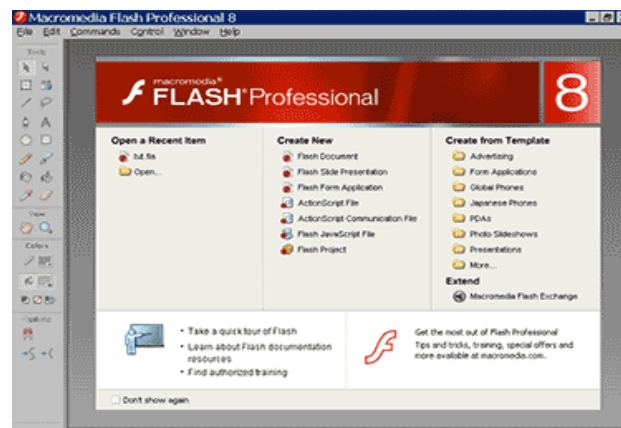 Macromedia Flash Professional 8
File Edit Commands Control Window Help
Tools
macromedia®
FLASH® Professional 8
Open a Recent Item
tut.fla
Open...
Create New
Flash Document
Flash Slide Presentation
Flash Form Application
ActionScript File
ActionScript Communication File
Flash JavaScript File
Flash Project
Create from Template
Advertising
Form Applications
Global Phones
Japanese Phones
PDAs
Photo Slideshows
Presentations
More...
Extend
Macromedia Flash Exchange
View
Colors
Options
• Take a quick tour of Flash
• Learn about Flash documentation
resources
• Find authorized training
Get the most out of Flash Professional
Tips and tricks, training, special offers and
more available at macromedia.com.
Don't show again